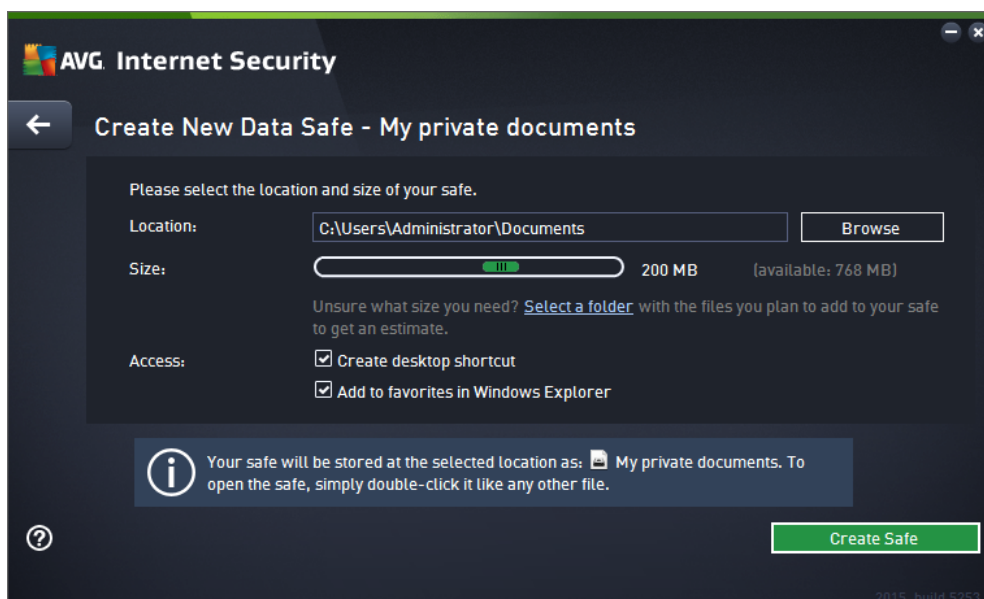 AVG. Internet Security
Create New Data Safe - My private documents
Please select the location and size of your safe.
Location: C:\Users\Administrator\Documents Browse
Size: 200 MB (available: 768 MB)
Unsure what size you need? Select a folder with the files you plan to add to your safe
to get an estimate.
Access: Create desktop shortcut
Add to favorites in Windows Explorer
Your safe will be stored at the selected location as: My private documents. To
open the safe, simply double-click it like any other file.
Create Safe
2015, build 5253